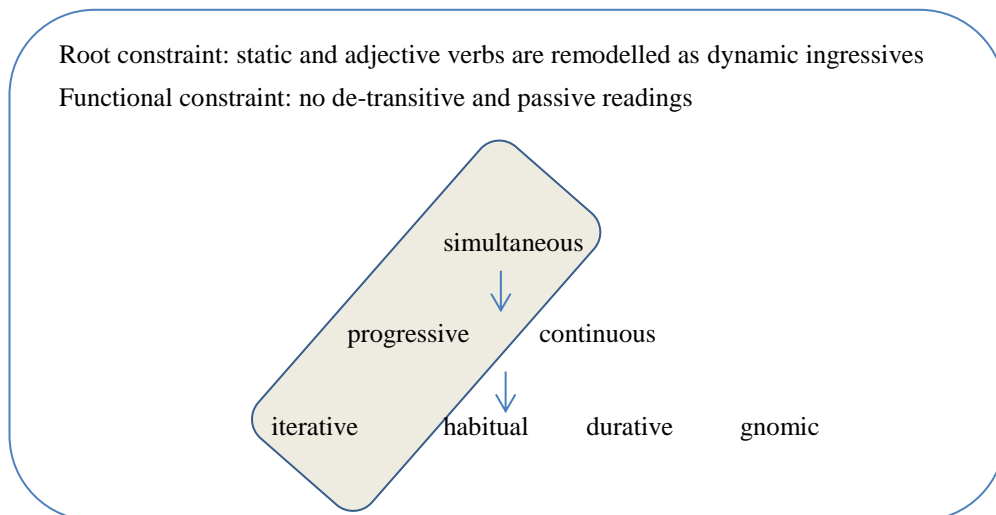 Root constraint: static and adjective verbs are remodelled as dynamic ingressives
Functional constraint: no de-transitive and passive readings
simultaneous
progressive continuous
iterative habitual durative gnomic